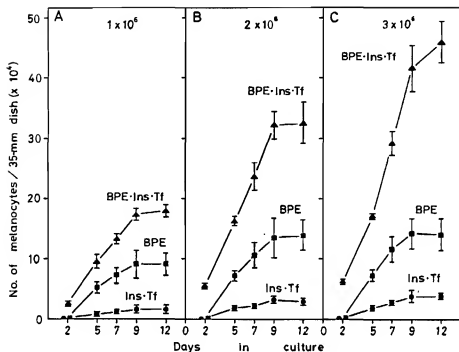 A
1 x 10⁶
B
2 x 10⁶
C
3 x 10⁶
No. of melanocytes / 35-mm dish (x 10⁴)
50
40
30
20
10
0
BPE·Ins·Tf
BPE
Ins·Tf
BPE·Ins·Tf
BPE
Ins·Tf
BPE·Ins·Tf
BPE
Ins·Tf
2 5 7 9 12 2 5 7 9 12 2 5 7 9 12
Days in culture